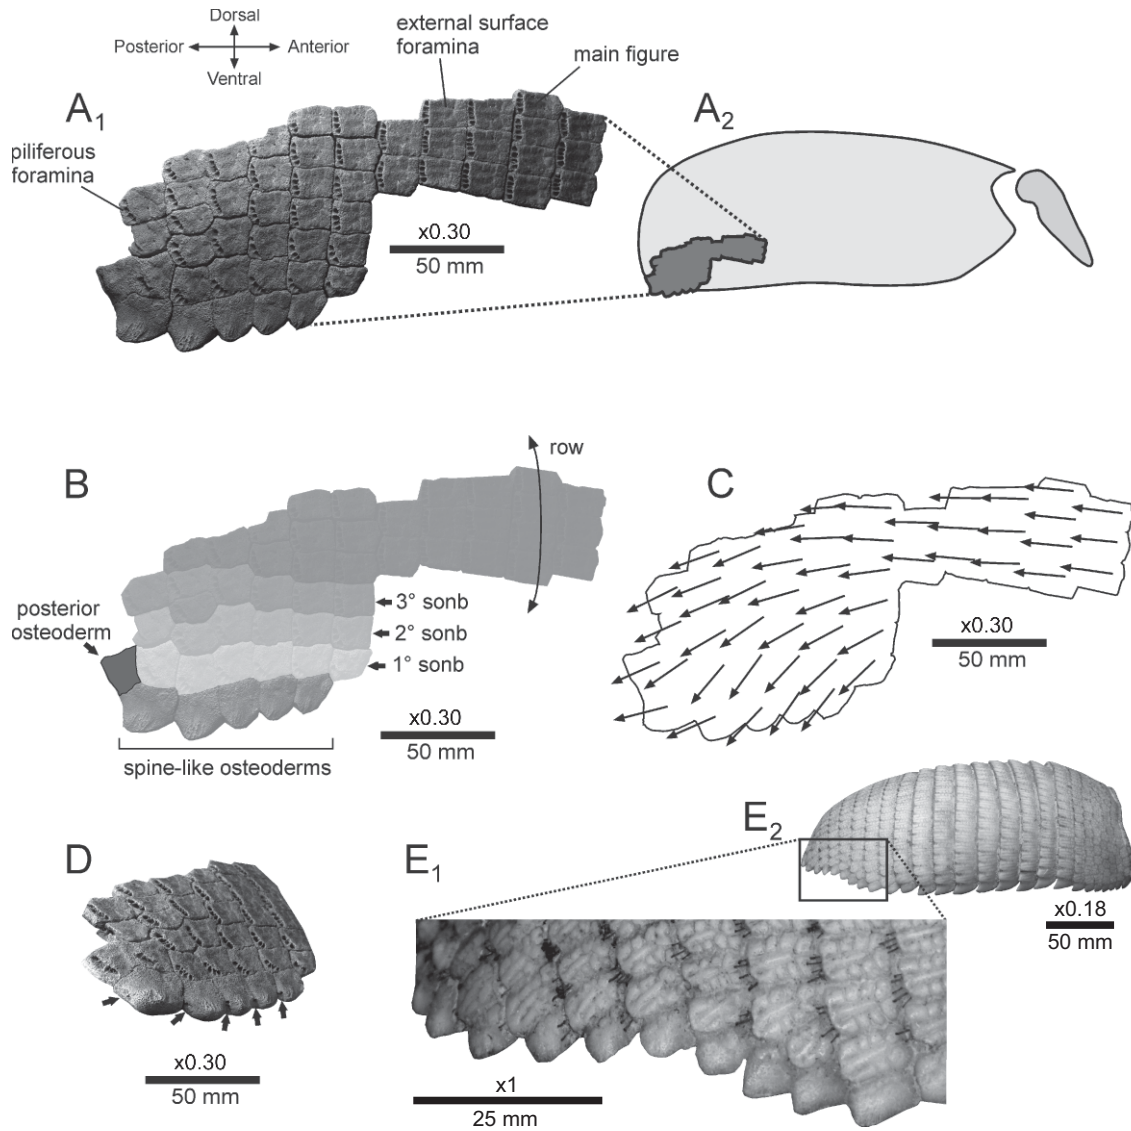 Dorsal
Posterior
Anterior
Ventral
external surface
foramina
main figure
A1
A2
piliferous
foramina
x0.30
50 mm
B
row
C
3° sonb
2° sonb
1° sonb
posterior
osteoderm
x0.30
50 mm
x0.30
50 mm
spine-like osteoderms
D
E1
E2
x0.18
50 mm
x0.30
50 mm
x1
25 mm